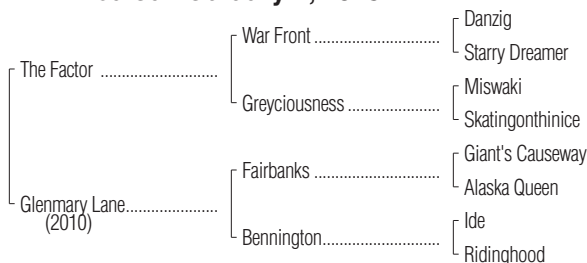 The Factor
Glenmary Lane
(2010)
War Front
Greyciousness
Fairbanks
Bennington
Danzig
Starry Dreamer
Miswaki
Skatingonthinice
Giant's Causeway
Alaska Queen
Ide
Ridinghood